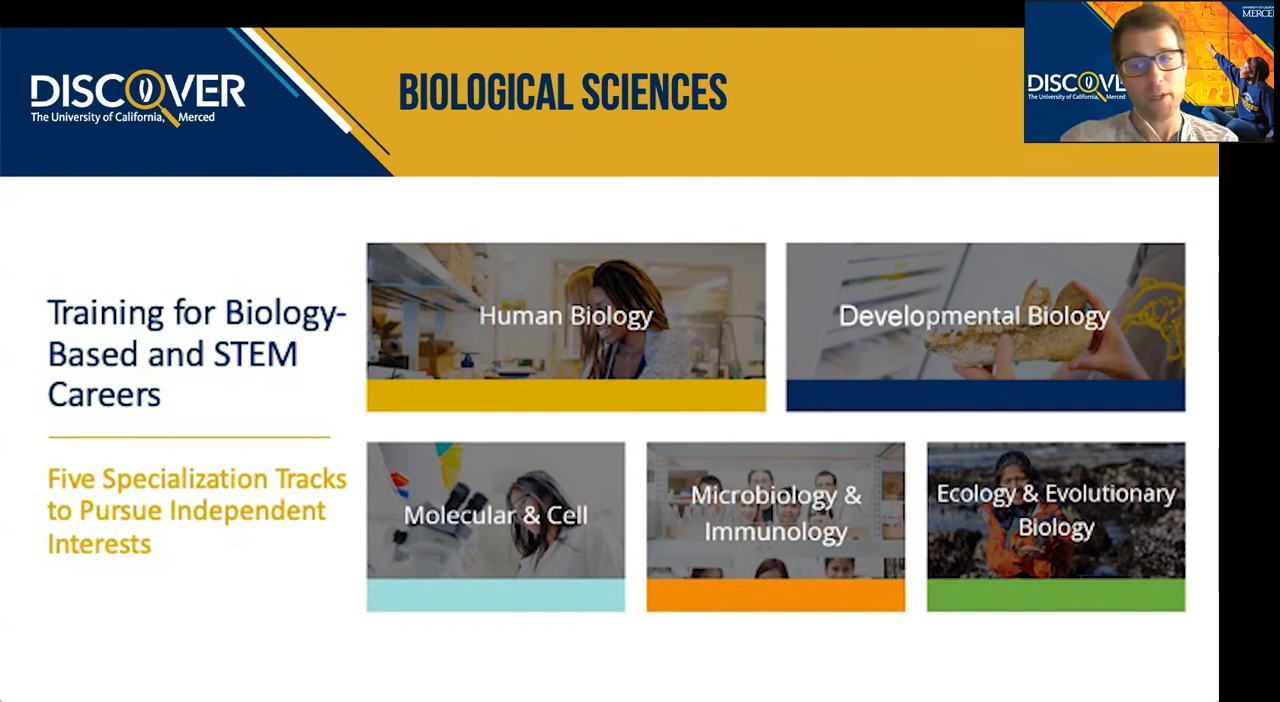 DISCOVER
The University of California, Merced
BIOLOGICAL SCIENCES
DISCOVE
The University of California, Merced
MERCE
Training for Biology-
Based and STEM
Careers
Five Specialization Tracks
to Pursue Independent
Interests
Human Biology
Developmental Biology
Molecular & Cell
Microbiology &
Immunology
Ecology & Evolutionary
Biology